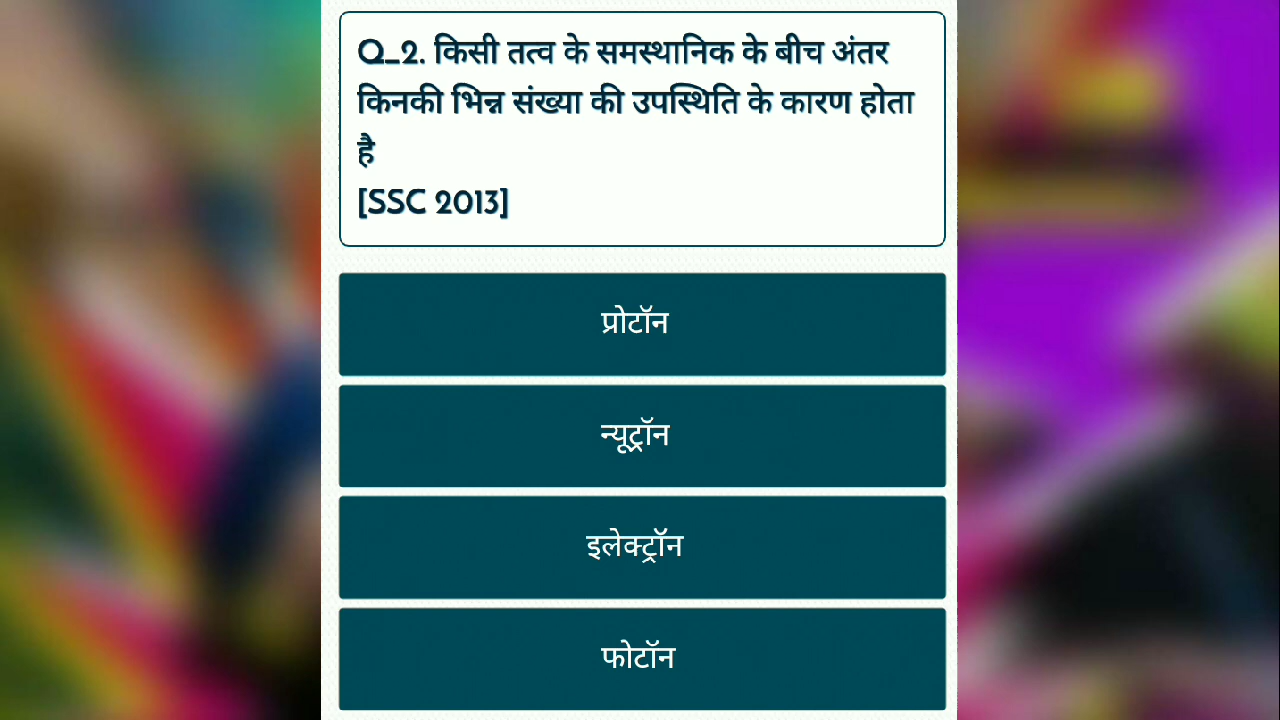 Q_2. किसी तत्व के समस्थानिक के बीच अंतर
किनकी भिन्न संख्या की उपस्थिति के कारण होता
है
[SSC 2013]
प्रोटॉन
न्यूट्रॉन
इलेक्ट्रॉन
फोटॉन